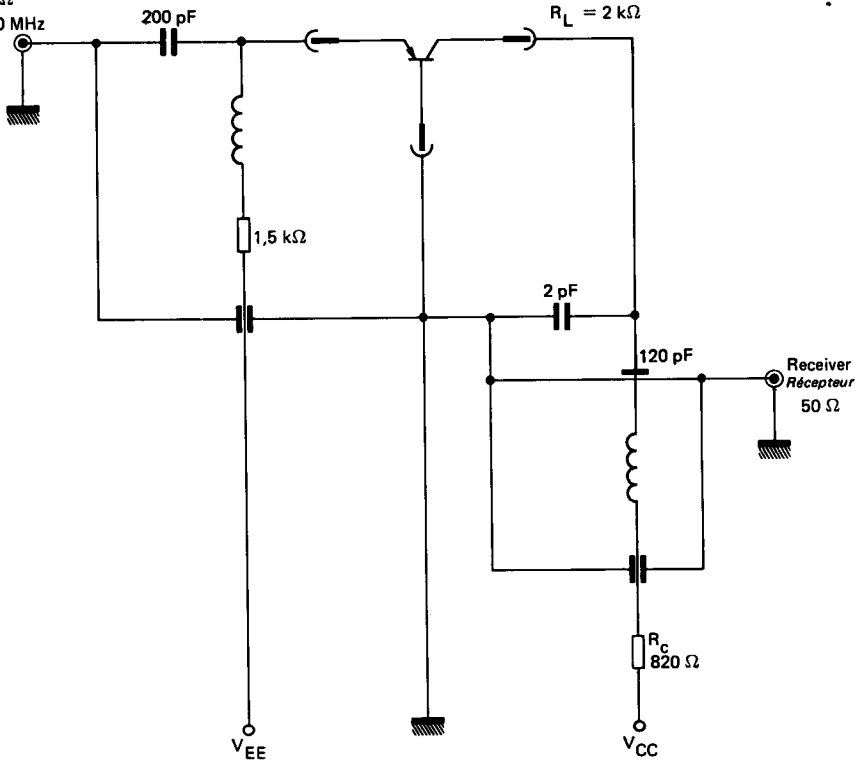 Ω
0 MHz
200 pF
R_L = 2 kΩ
1,5 kΩ
2 pF
120 pF
Receiver
Récepteur
50 Ω
R_c
820 Ω
V_EE
V_CC